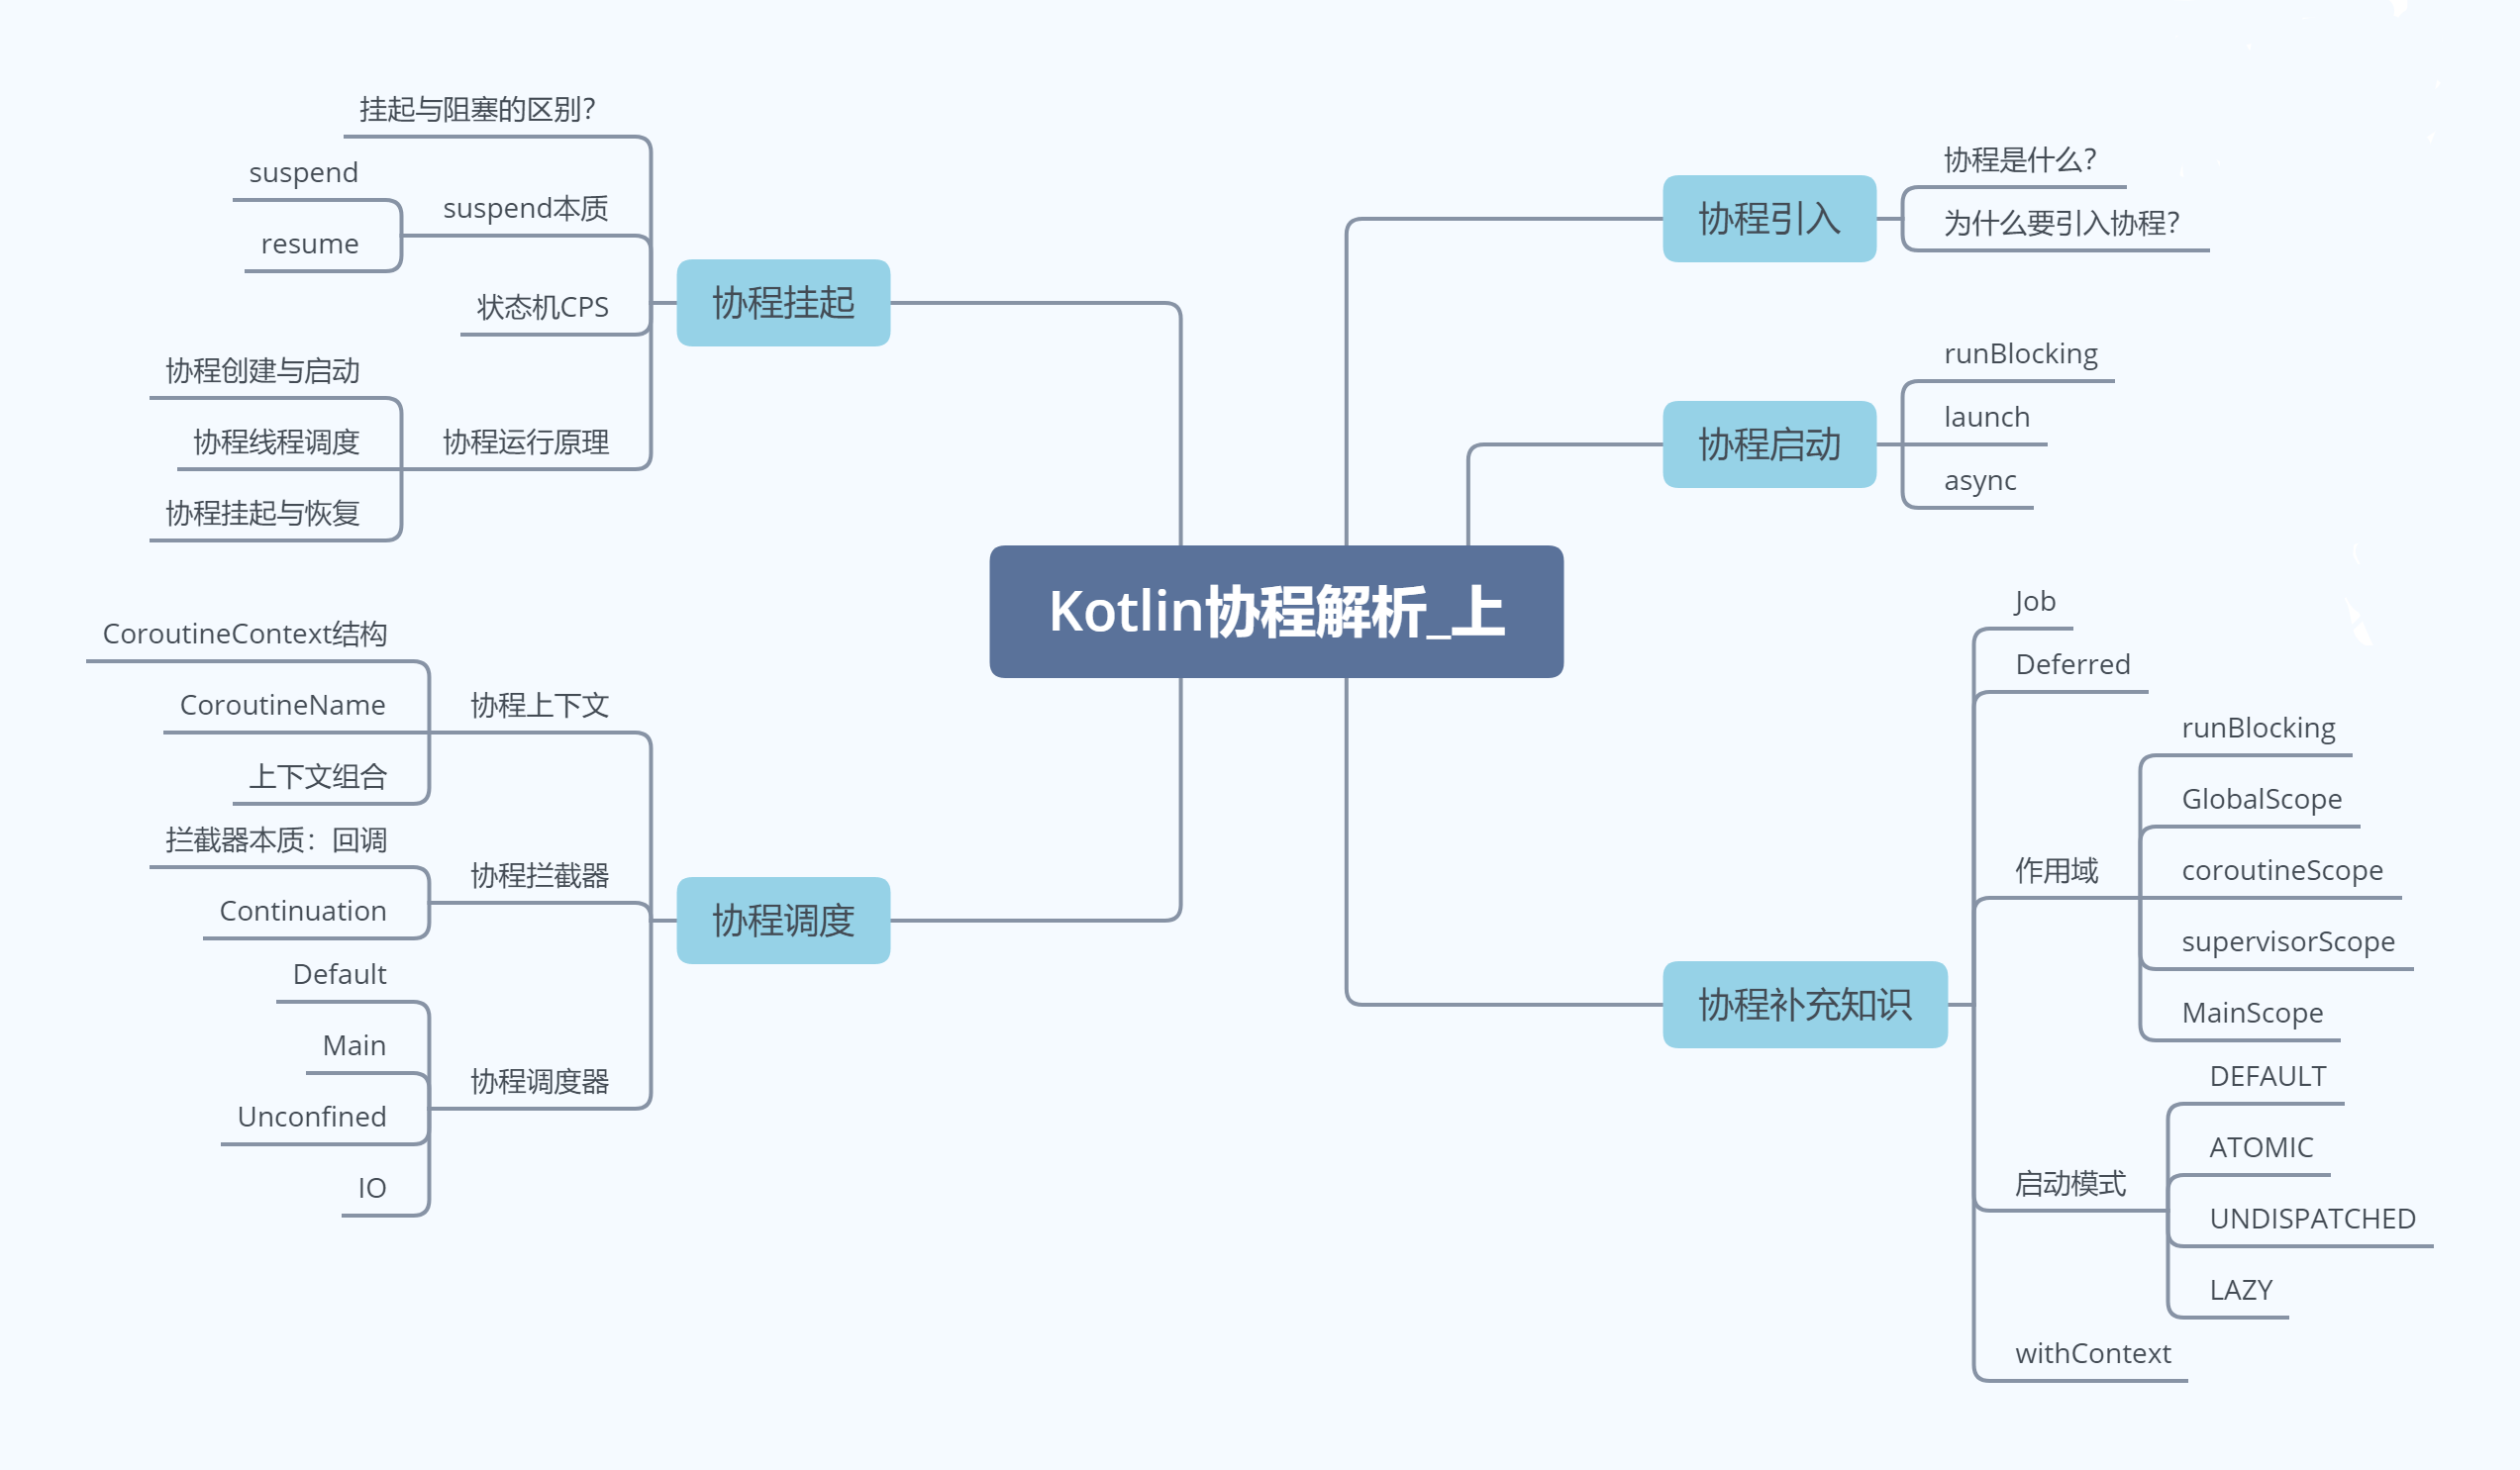 Kotlin协程解析_上
协程引入
协程是什么?
为什么要引入协程?
协程启动
runBlocking
launch
async
协程补充知识
Job
Deferred
作用域
runBlocking
GlobalScope
coroutineScope
supervisorScope
MainScope
启动模式
DEFAULT
ATOMIC
UNDISPATCHED
LAZY
withContext
协程挂起
挂起与阻塞的区别?
suspend本质
suspend
resume
状态机CPS
协程运行原理
协程创建与启动
协程线程调度
协程挂起与恢复
协程调度
协程上下文
CoroutineContext结构
CoroutineName
上下文组合
协程拦截器
拦截器本质：回调
Continuation
协程调度器
Default
Main
Unconfined
IO